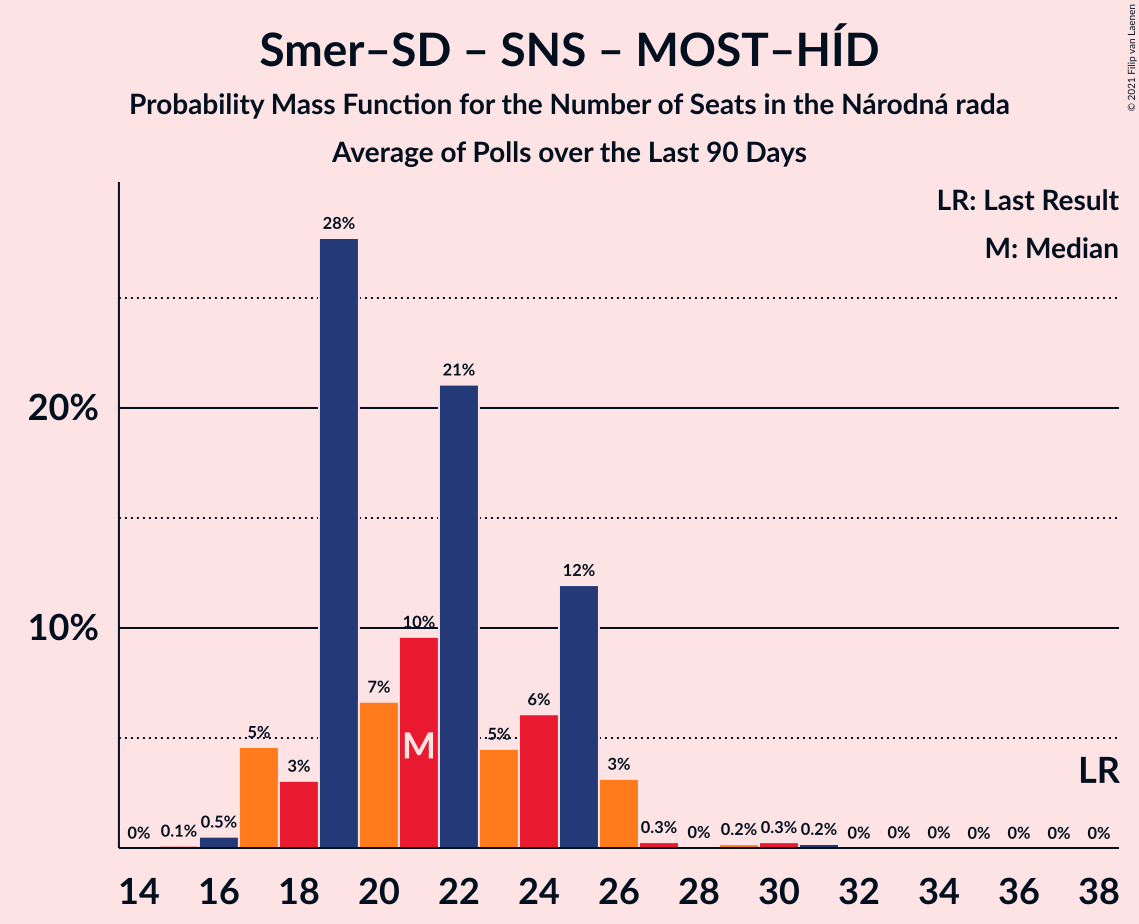 Smer–SD – SNS – MOST–HÍD
Probability Mass Function for the Number of Seats in the Národná rada
Average of Polls over the Last 90 Days
© 2021 Filip van Laenen
LR: Last Result
M: Median
20%
10%
0% 0.1% 0.5% 5% 3% 28% 7% 10% 21% 5% 6% 12% 3% 0.3% 0% 0.2% 0.3% 0.2% 0% 0% 0% 0% 0% 0% 0%
M
LR
14 16 18 20 22 24 26 28 30 32 34 36 38